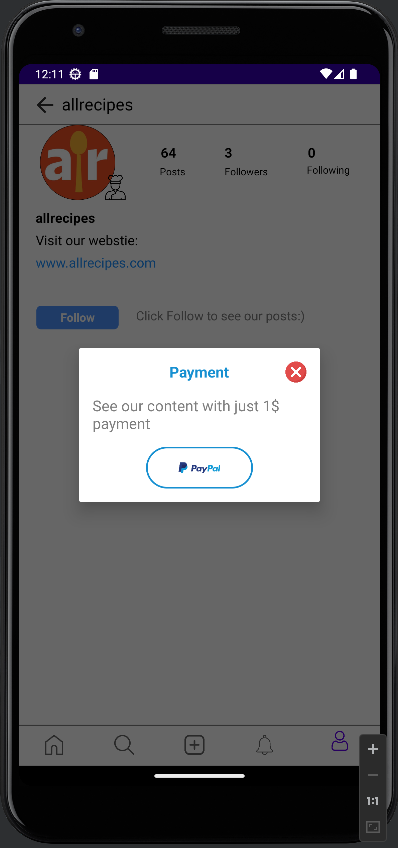 12:11
allrecipes
ar
64
3
0
Posts
Followers
Following
allrecipes
Visit our webstie:
www.allrecipes.com
Follow
Click Follow to see our posts:)
Payment
See our content with just 1$
payment
PayPal
1:1